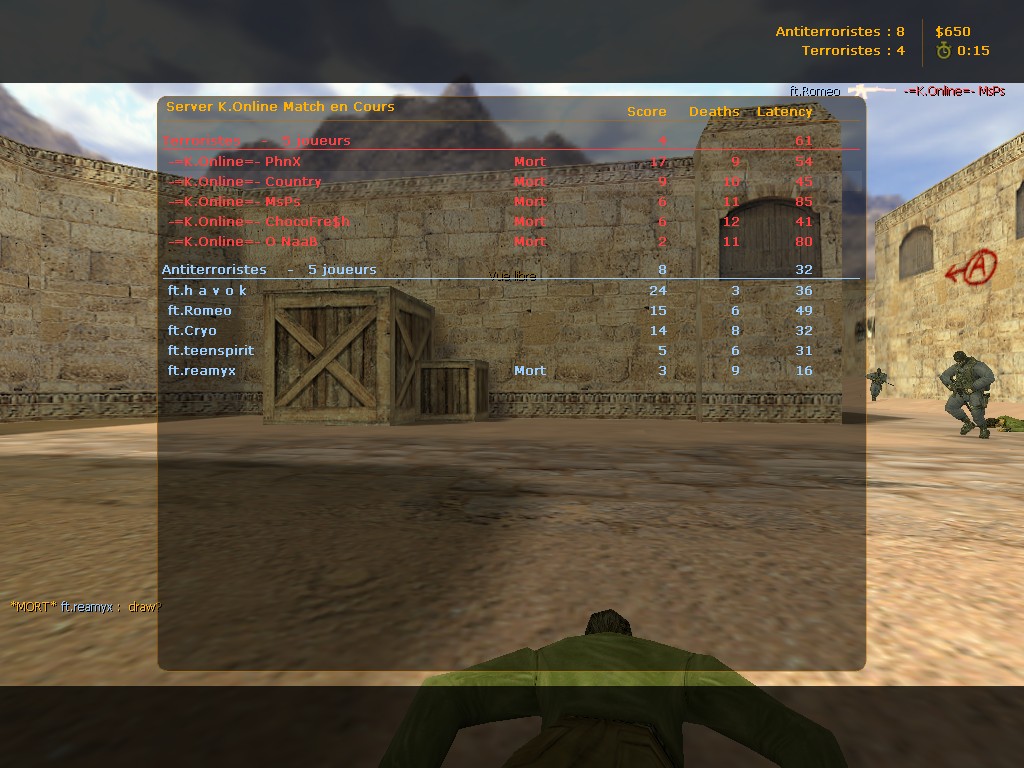 Antiterroristes : 8 $650
Terroristes : 4 0:15
ft.Romeo -=K.Online=- MsPs
Server K.Online Match en Cours
Score Deaths Latency
Terroristes - 5 joueurs 4 61
-=K.Online=- PhnX Mort 17 9 54
-=K.Online=- Country Mort 9 10 45
-=K.Online=- MsPs Mort 6 11 85
-=K.Online=- ChocoFre$h Mort 6 12 41
-=K.Online=- O NaaB Mort 2 11 80
A
Antiterroristes - 5 joueurs 8 32
Vue libre
ft.h a v o k 24 3 36
ft.Romeo 15 6 49
ft.Cryo 14 8 32
ft.teenspirit 5 6 31
ft.reamyx Mort 3 9 16
*MORT* ft.reamyx : draw?